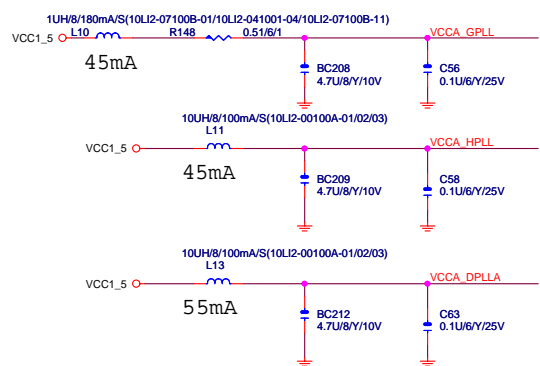 1UH/8/180mA/S(10LI2-07100B-01/10LI2-041001-04/10LI2-07100B-11)
VCC1_5 L10 R148 0.51/6/1 VCCA_GPLL
45mA
BC208 C56
4.7U/8/Y/10V 0.1U/6/Y/25V
10UH/8/100mA/S(10LI2-00100A-01/02/03)
L11
VCC1_5 VCCA_HPLL
45mA
BC209 C58
4.7U/8/Y/10V 0.1U/6/Y/25V
10UH/8/100mA/S(10LI2-00100A-01/02/03)
L13
VCC1_5 VCCA_DPLLA
55mA
BC212 C63
4.7U/8/Y/10V 0.1U/6/Y/25V